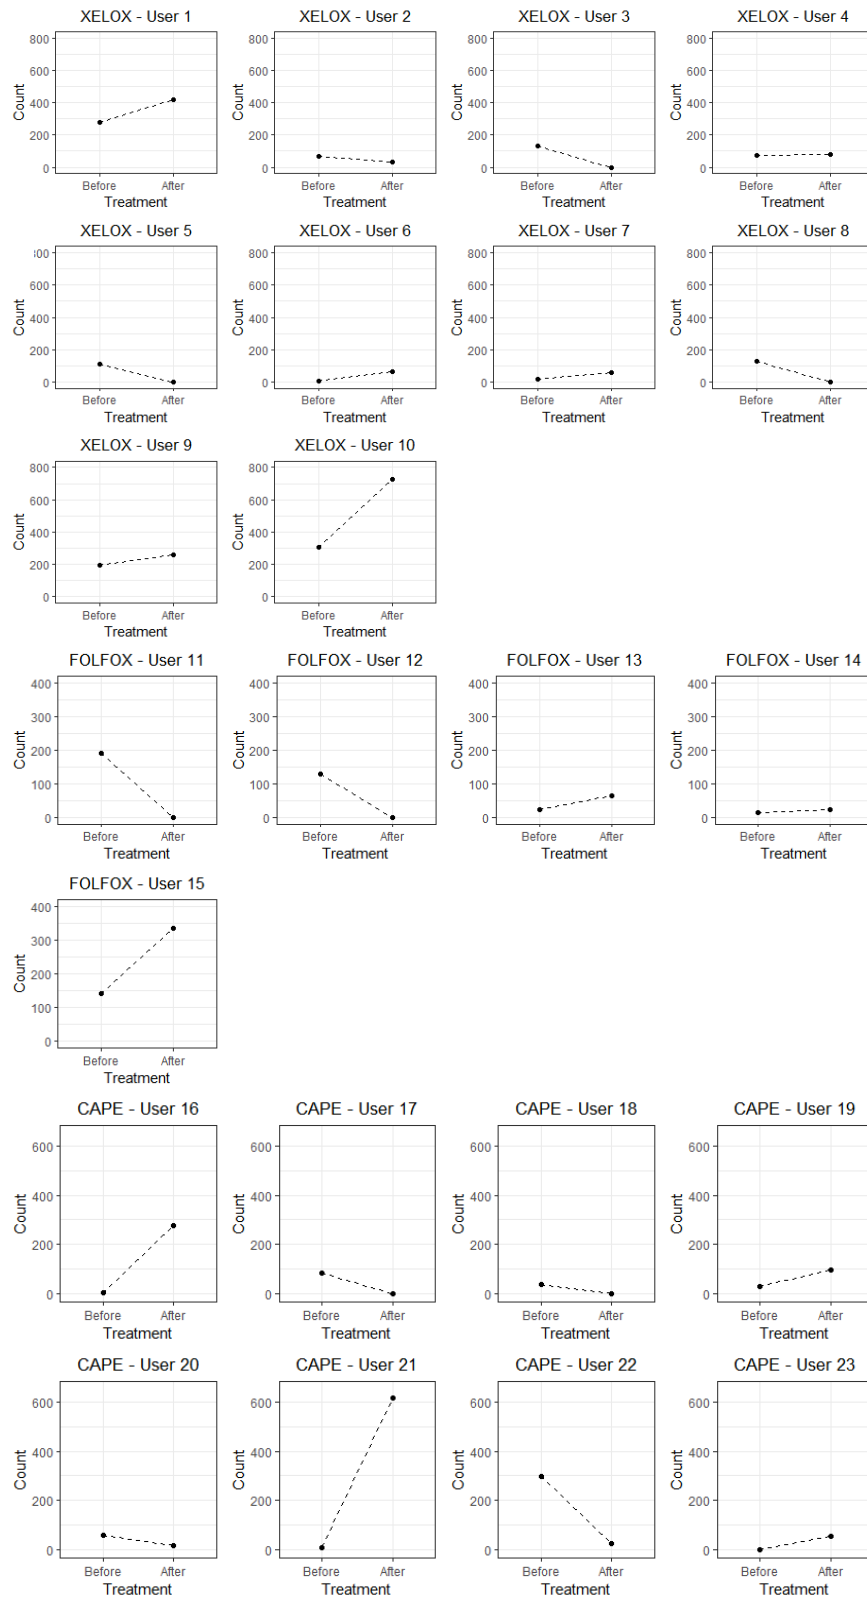 XELOX - User 1 XELOX - User 2 XELOX - User 3 XELOX - User 4
800 800 800 800
600 600 600 600
400 400 400 400
200 200 200 200
0 0 0 0
Count Count Count Count
Before After Before After Before After Before After
Treatment Treatment Treatment Treatment
XELOX - User 5 XELOX - User 6 XELOX - User 7 XELOX - User 8
800 800 800
600 600 600 600
400 400 400 400
200 200 200 200
0 0 0 0
Count Count Count Count
Before After Before After Before After Before After
Treatment Treatment Treatment Treatment
XELOX - User 9 XELOX - User 10
800 800
600 600
400 400
200 200
0 0
Count Count
Before After Before After
Treatment Treatment
FOLFOX - User 11 FOLFOX - User 12 FOLFOX - User 13 FOLFOX - User 14
400 400 400 400
300 300 300 300
200 200 200 200
100 100 100 100
0 0 0 0
Count Count Count Count
Before After Before After Before After Before After
Treatment Treatment Treatment Treatment
FOLFOX - User 15
400
300
200
100
0
Count
Before After
Treatment
CAPE - User 16 CAPE - User 17 CAPE - User 18 CAPE - User 19
600 600 600 600
400 400 400 400
200 200 200 200
0 0 0 0
Count Count Count Count
Before After Before After Before After Before After
Treatment Treatment Treatment Treatment
CAPE - User 20 CAPE - User 21 CAPE - User 22 CAPE - User 23
600 600 600 600
400 400 400 400
200 200 200 200
0 0 0 0
Count Count Count Count
Before After Before After Before After Before After
Treatment Treatment Treatment Treatment